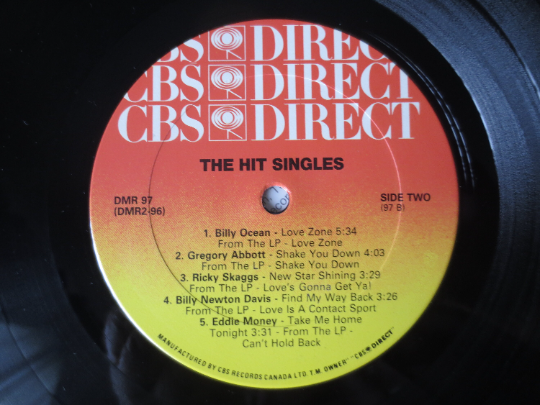 CBS DIRECT
CBS DIRECT
CBS DIRECT
THE HIT SINGLES
DMR 97
(DMR2-96)
SIDE TWO
(97 B)
1. Billy Ocean - Love Zone 5:34
From The LP - Love Zone
2. Gregory Abbott - Shake You Down 4:03
From The LP - Shake You Down
3. Ricky Skaggs - New Star Shining 3:29
From The LP - Love's Gonna Get Ya!
4. Billy Newton Davis - Find My Way Back 3:26
From The LP - Love Is A Contact Sport
5. Eddie Money - Take Me Home
Tonight 3:31 - From The LP -
Can't Hold Back
MANUFACTURED BY CBS RECORDS CANADA LTD. T.M. OWNER "CBS DIRECT"